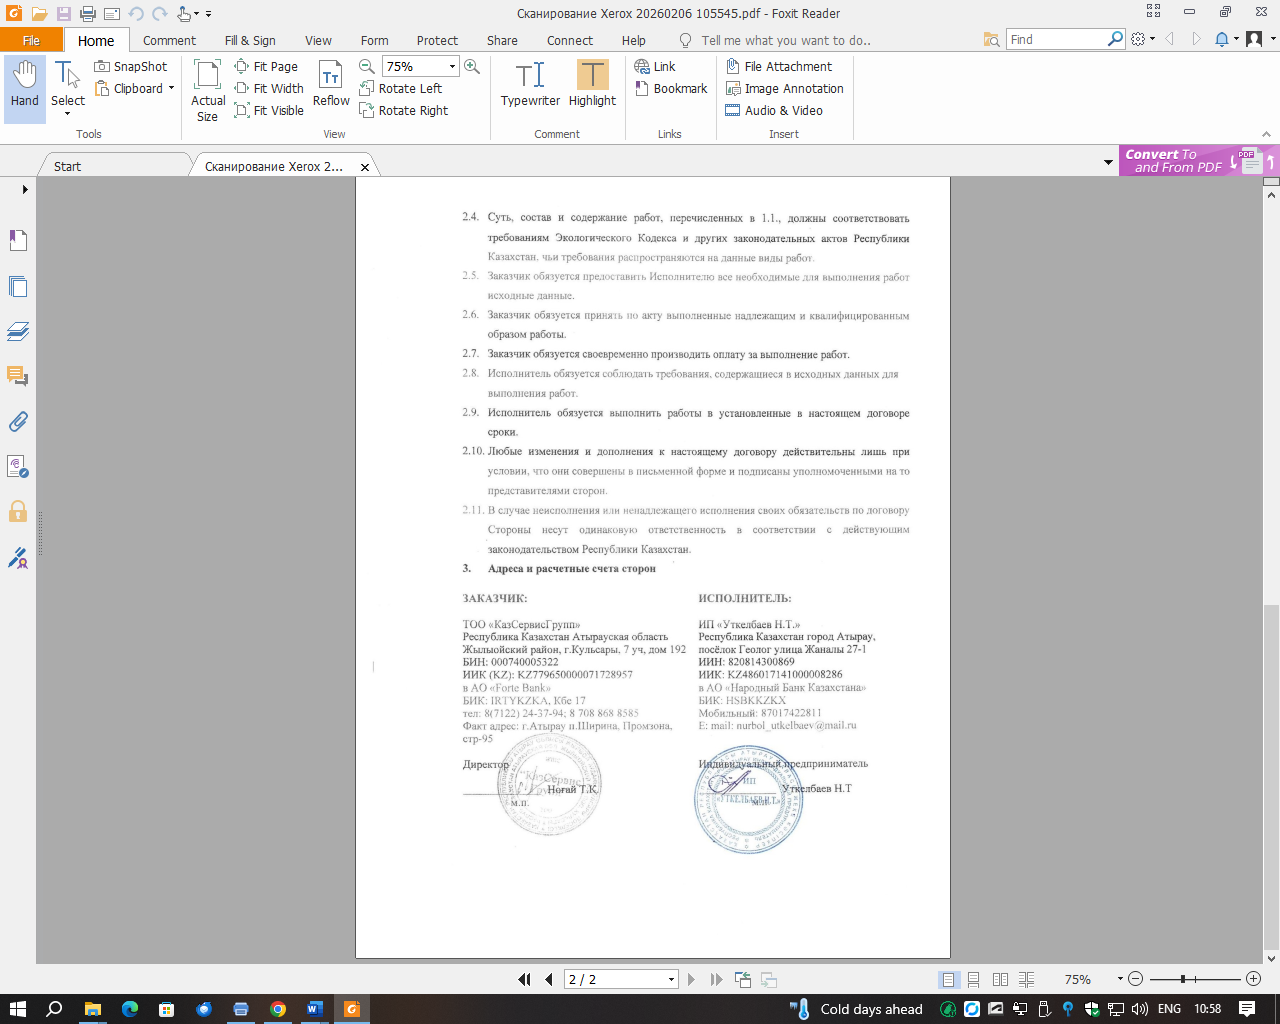 Сканирование Xerox 20260206 105545.pdf - Foxit Reader
File Home Comment Fill & Sign View Form Protect Share Connect Help Tell me what you want to do.. Find
Hand
Select
SnapShot
Clipboard
Tools
Actual Size
Fit Page
Fit Width
Fit Visible
Reflow
75%
Rotate Left
Rotate Right
View
Typewriter
Highlight
Comment
Link
Bookmark
Links
File Attachment
Image Annotation
Audio & Video
Insert
Start
Сканирование Xerox 2...
Convert To
and From PDF
PDF
2.4. Суть, состав и содержание работ, перечисленных в 1.1., должны соответствовать
требованиям Экологического Кодекса и других законодательных актов Республики
Казахстан, чьи требования распространяются на данные виды работ.
2.5. Заказчик обязуется предоставить Исполнителю все необходимые для выполнения работ
исходные данные.
2.6. Заказчик обязуется принять по акту выполненные надлежащим и квалифицированным
образом работы.
2.7. Заказчик обязуется своевременно производить оплату за выполнение работ.
2.8. Исполнитель обязуется соблюдать требования, содержащиеся в исходных данных для
выполнения работ.
2.9. Исполнитель обязуется выполнить работы в установленные в настоящем договоре
сроки.
2.10. Любые изменения и дополнения к настоящему договору действительны лишь при
условии, что они совершены в письменной форме и подписаны уполномоченными на то
представителями сторон.
2.11. В случае неисполнения или ненадлежащего исполнения своих обязательств по договору
Стороны несут одинаковую ответственность в соответствии с действующим
законодательством Республики Казахстан.
3. Адреса и расчетные счета сторон
ЗАКАЗЧИК:
ТОО «КазСервисГрупп»
Республика Казахстан Атырауская область
Жылыойский район, г.Кульсары, 7 уч, дом 192
БИН: 000740005322
ИИК (KZ): KZ779650000071728957
в АО «Forte Bank»
БИК: IRTYKZKA, Кбе 17
тел: 8(7122) 24-37-94; 8 708 868 8585
Факт адрес: г.Атырау п.Ширина, Промзона,
стр-95
Директор
"КазСервис
Ноғай Т.К.
М.П.
ИСПОЛНИТЕЛЬ:
ИП «Уткелбаев Н.Т.»
Республика Казахстан город Атырау,
посёлок Геолог улица Жаналы 27-1
ИИН: 820814300869
ИИК: KZ486017141000008286
в АО «Народный Банк Казахстана»
БИК: HSBKKZKX
Мобильный: 87017422811
E: mail: nurbol_utkelbaev@mail.ru
Индивидуальный предприниматель
ИП
«УТКЕЛБАЕВ Н.Т.»
Уткелбаев Н.Т
М.П.
2 / 2
75%
Cold days ahead
ENG
10:58